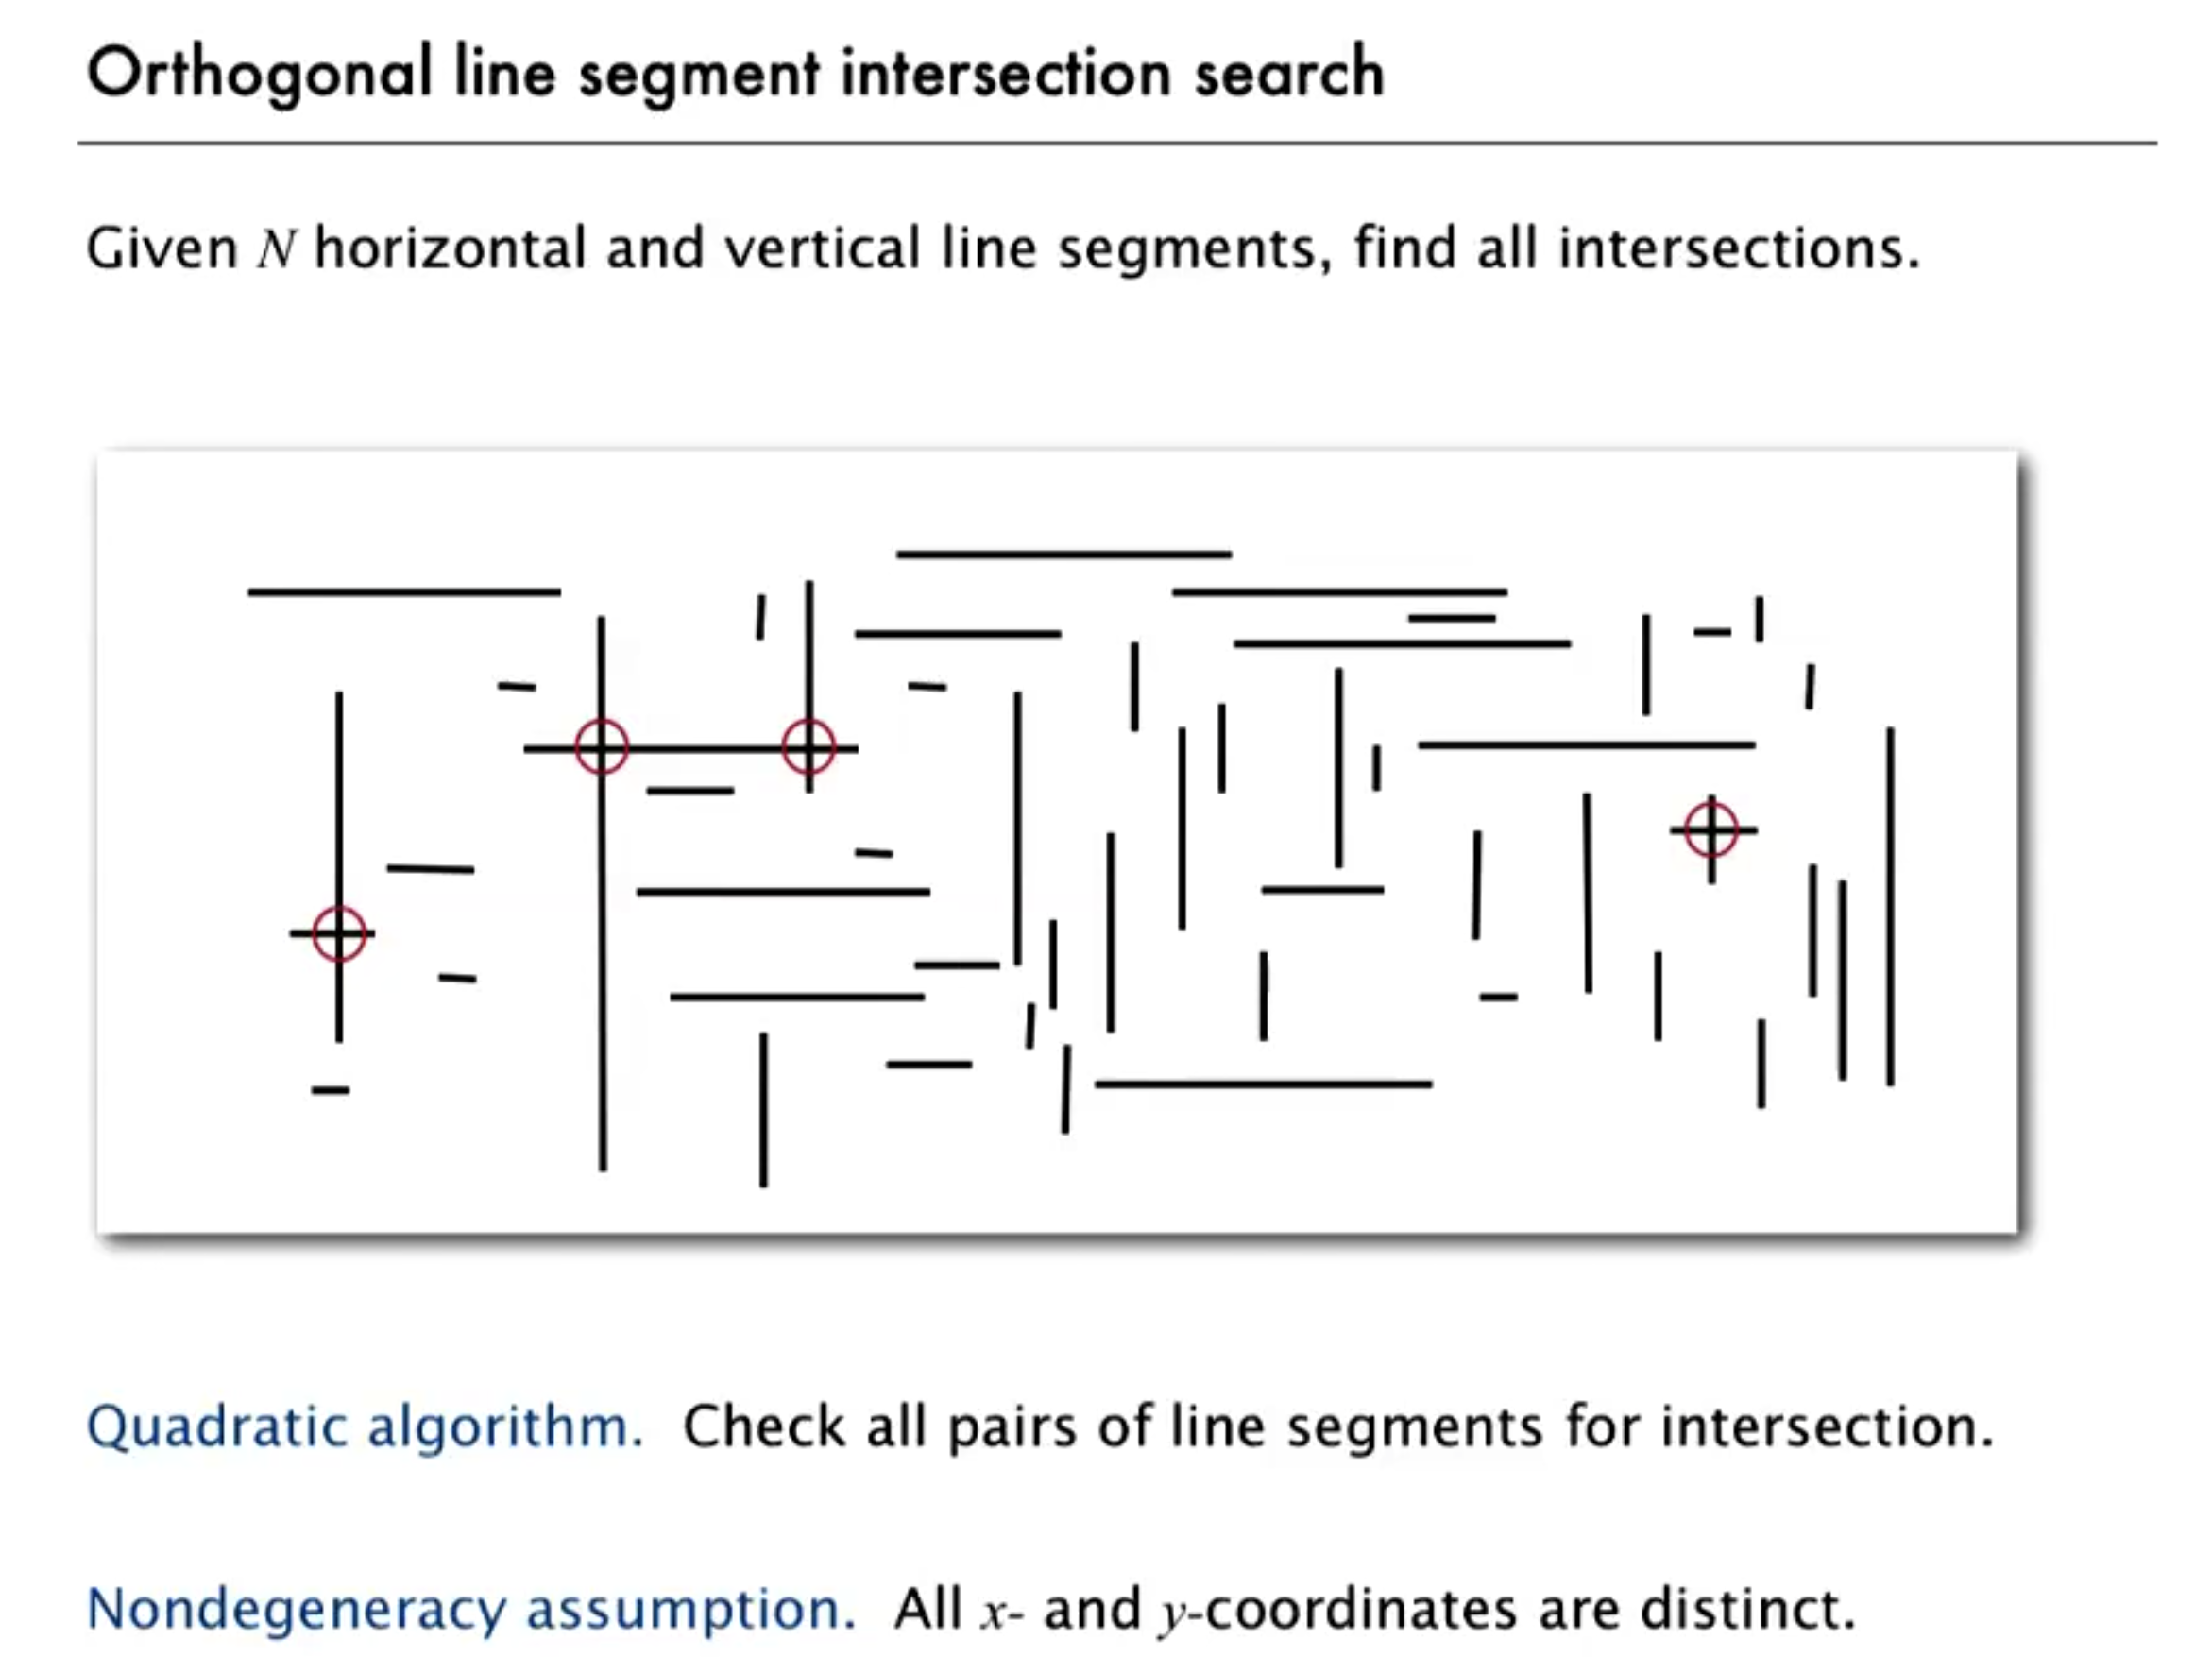 Orthogonal line segment intersection search
Given N horizontal and vertical line segments, find all intersections.
Quadratic algorithm. Check all pairs of line segments for intersection.
Nondegeneracy assumption. All x- and y-coordinates are distinct.